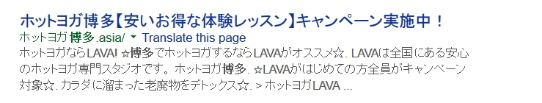 ホットヨガ博多【安いお得な体験レッスン】キャンペーン実施中！
ホットヨガ博多.asia/ ▼ Translate this page
ホットヨガならLAVA! ☆博多でホットヨガするならLAVAがオススメ☆. LAVAは全国にある安心
のホットヨガ専門スタジオです。 ホットヨガ博多. ☆LAVAがはじめての方全員がキャンペーン
対象☆. カラダに溜まった老廃物をデトックス☆. > ホットヨガLAVA ...